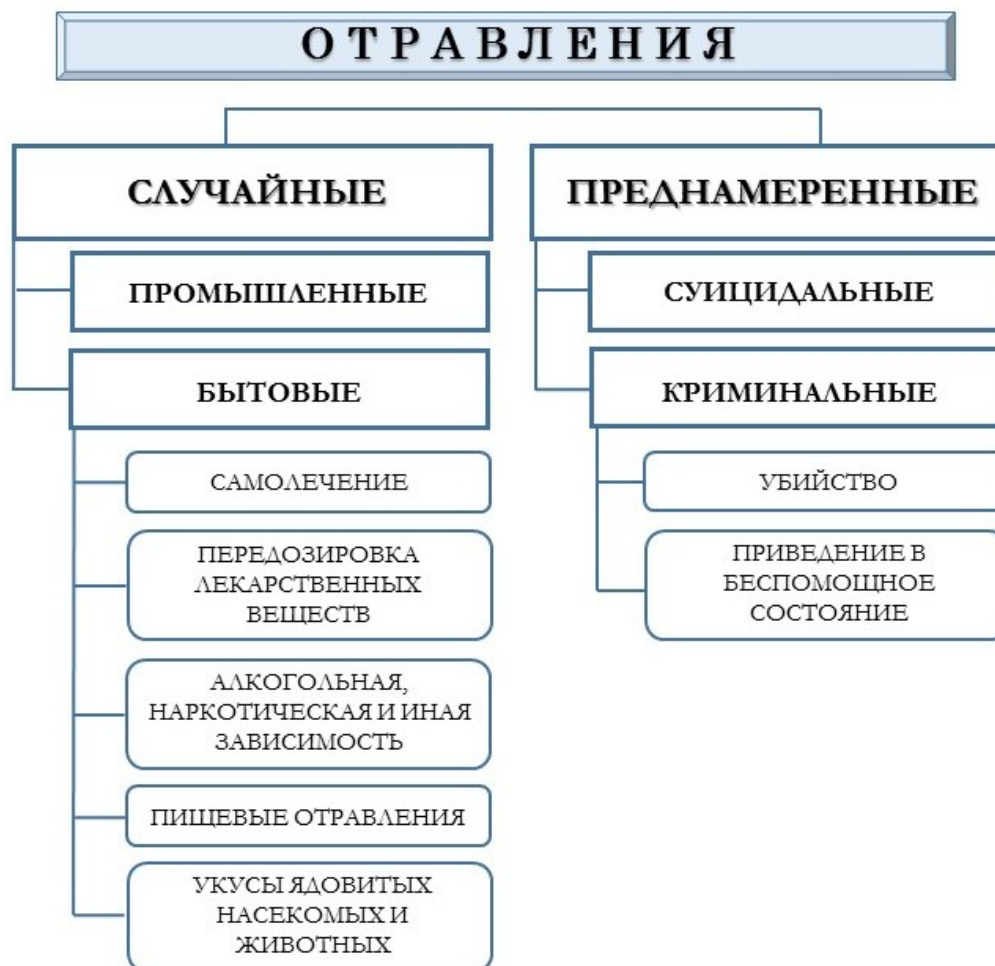 ОТРАВЛЕНИЯ
СЛУЧАЙНЫЕ
ПРОМЫШЛЕННЫЕ
БЫТОВЫЕ
САМОЛЕЧЕНИЕ
ПЕРЕДОЗИРОВКА
ЛЕКАРСТВЕННЫХ
ВЕЩЕСТВ
АЛКОГОЛЬНАЯ,
НАРКОТИЧЕСКАЯ И ИНАЯ
ЗАВИСИМОСТЬ
ПИЩЕВЫЕ ОТРАВЛЕНИЯ
УКУСЫ ЯДОВИТЫХ
НАСЕКОМЫХ И
ЖИВОТНЫХ
ПРЕДНАМЕРЕННЫЕ
СУИЦИДАЛЬНЫЕ
КРИМИНАЛЬНЫЕ
УБИЙСТВО
ПРИВЕДЕНИЕ В
БЕСПОМОЩНОЕ
СОСТОЯНИЕ